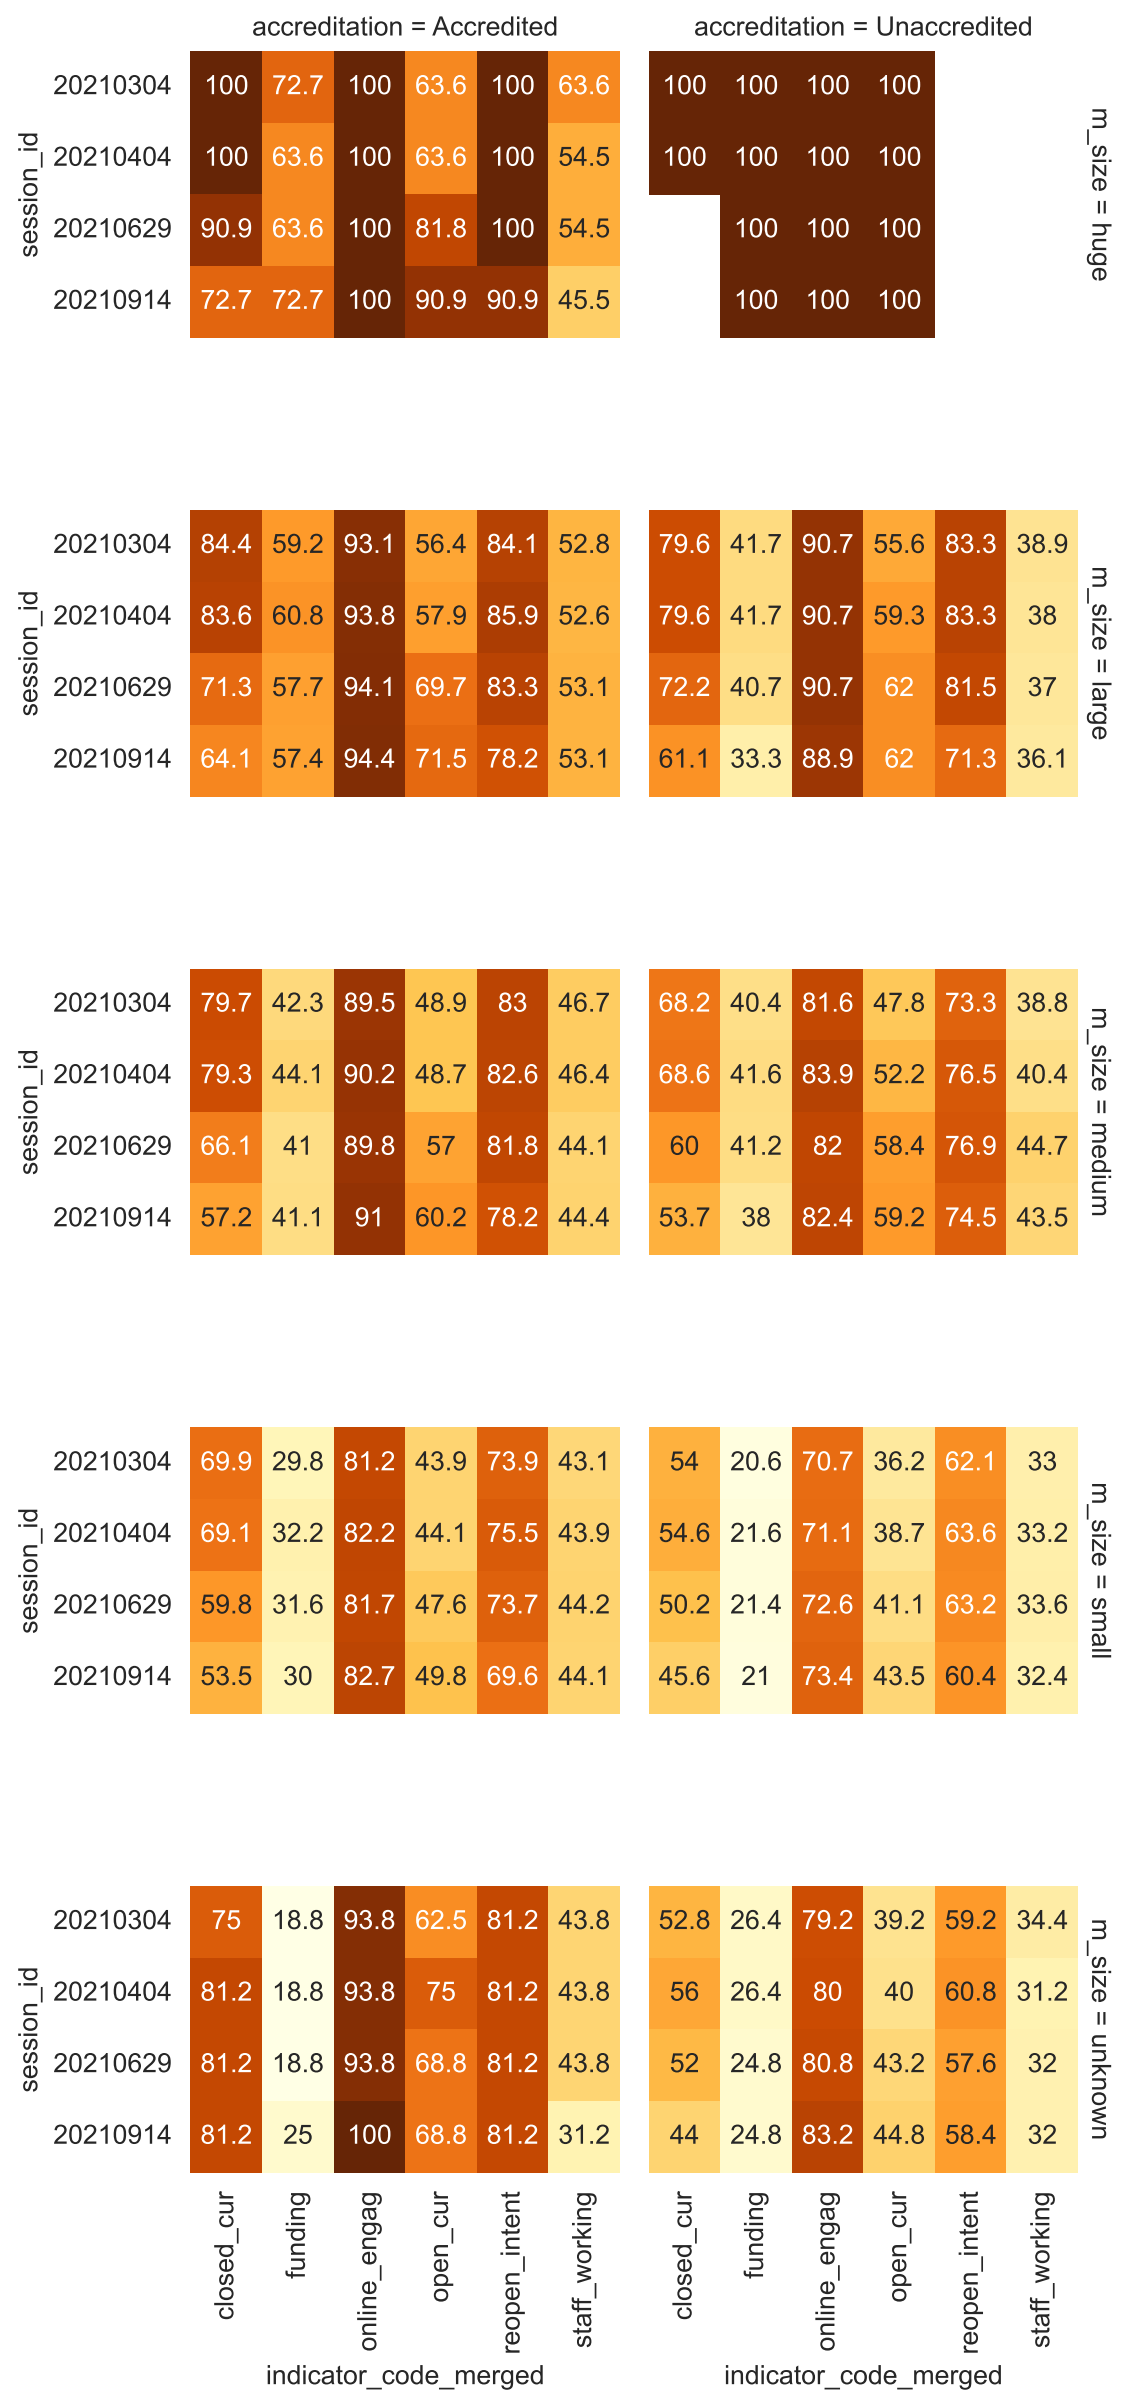 accreditation = Accredited accreditation = Unaccredited
20210304 100 72.7 100 63.6 100 63.6 100 100 100 100
20210404 100 63.6 100 63.6 100 54.5 100 100 100 100
20210629 90.9 63.6 100 81.8 100 54.5 100 100 100
20210914 72.7 72.7 100 90.9 90.9 45.5 100 100 100
session_id
m_size = huge
20210304 84.4 59.2 93.1 56.4 84.1 52.8 79.6 41.7 90.7 55.6 83.3 38.9
20210404 83.6 60.8 93.8 57.9 85.9 52.6 79.6 41.7 90.7 59.3 83.3 38
20210629 71.3 57.7 94.1 69.7 83.3 53.1 72.2 40.7 90.7 62 81.5 37
20210914 64.1 57.4 94.4 71.5 78.2 53.1 61.1 33.3 88.9 62 71.3 36.1
session_id
m_size = large
20210304 79.7 42.3 89.5 48.9 83 46.7 68.2 40.4 81.6 47.8 73.3 38.8
20210404 79.3 44.1 90.2 48.7 82.6 46.4 68.6 41.6 83.9 52.2 76.5 40.4
20210629 66.1 41 89.8 57 81.8 44.1 60 41.2 82 58.4 76.9 44.7
20210914 57.2 41.1 91 60.2 78.2 44.4 53.7 38 82.4 59.2 74.5 43.5
session_id
m_size = medium
20210304 69.9 29.8 81.2 43.9 73.9 43.1 54 20.6 70.7 36.2 62.1 33
20210404 69.1 32.2 82.2 44.1 75.5 43.9 54.6 21.6 71.1 38.7 63.6 33.2
20210629 59.8 31.6 81.7 47.6 73.7 44.2 50.2 21.4 72.6 41.1 63.2 33.6
20210914 53.5 30 82.7 49.8 69.6 44.1 45.6 21 73.4 43.5 60.4 32.4
session_id
m_size = small
20210304 75 18.8 93.8 62.5 81.2 43.8 52.8 26.4 79.2 39.2 59.2 34.4
20210404 81.2 18.8 93.8 75 81.2 43.8 56 26.4 80 40 60.8 31.2
20210629 81.2 18.8 93.8 68.8 81.2 43.8 52 24.8 80.8 43.2 57.6 32
20210914 81.2 25 100 68.8 81.2 31.2 44 24.8 83.2 44.8 58.4 32
session_id
m_size = unknown
closed_cur funding online_engag open_cur reopen_intent staff_working closed_cur funding online_engag open_cur reopen_intent staff_working
indicator_code_merged indicator_code_merged